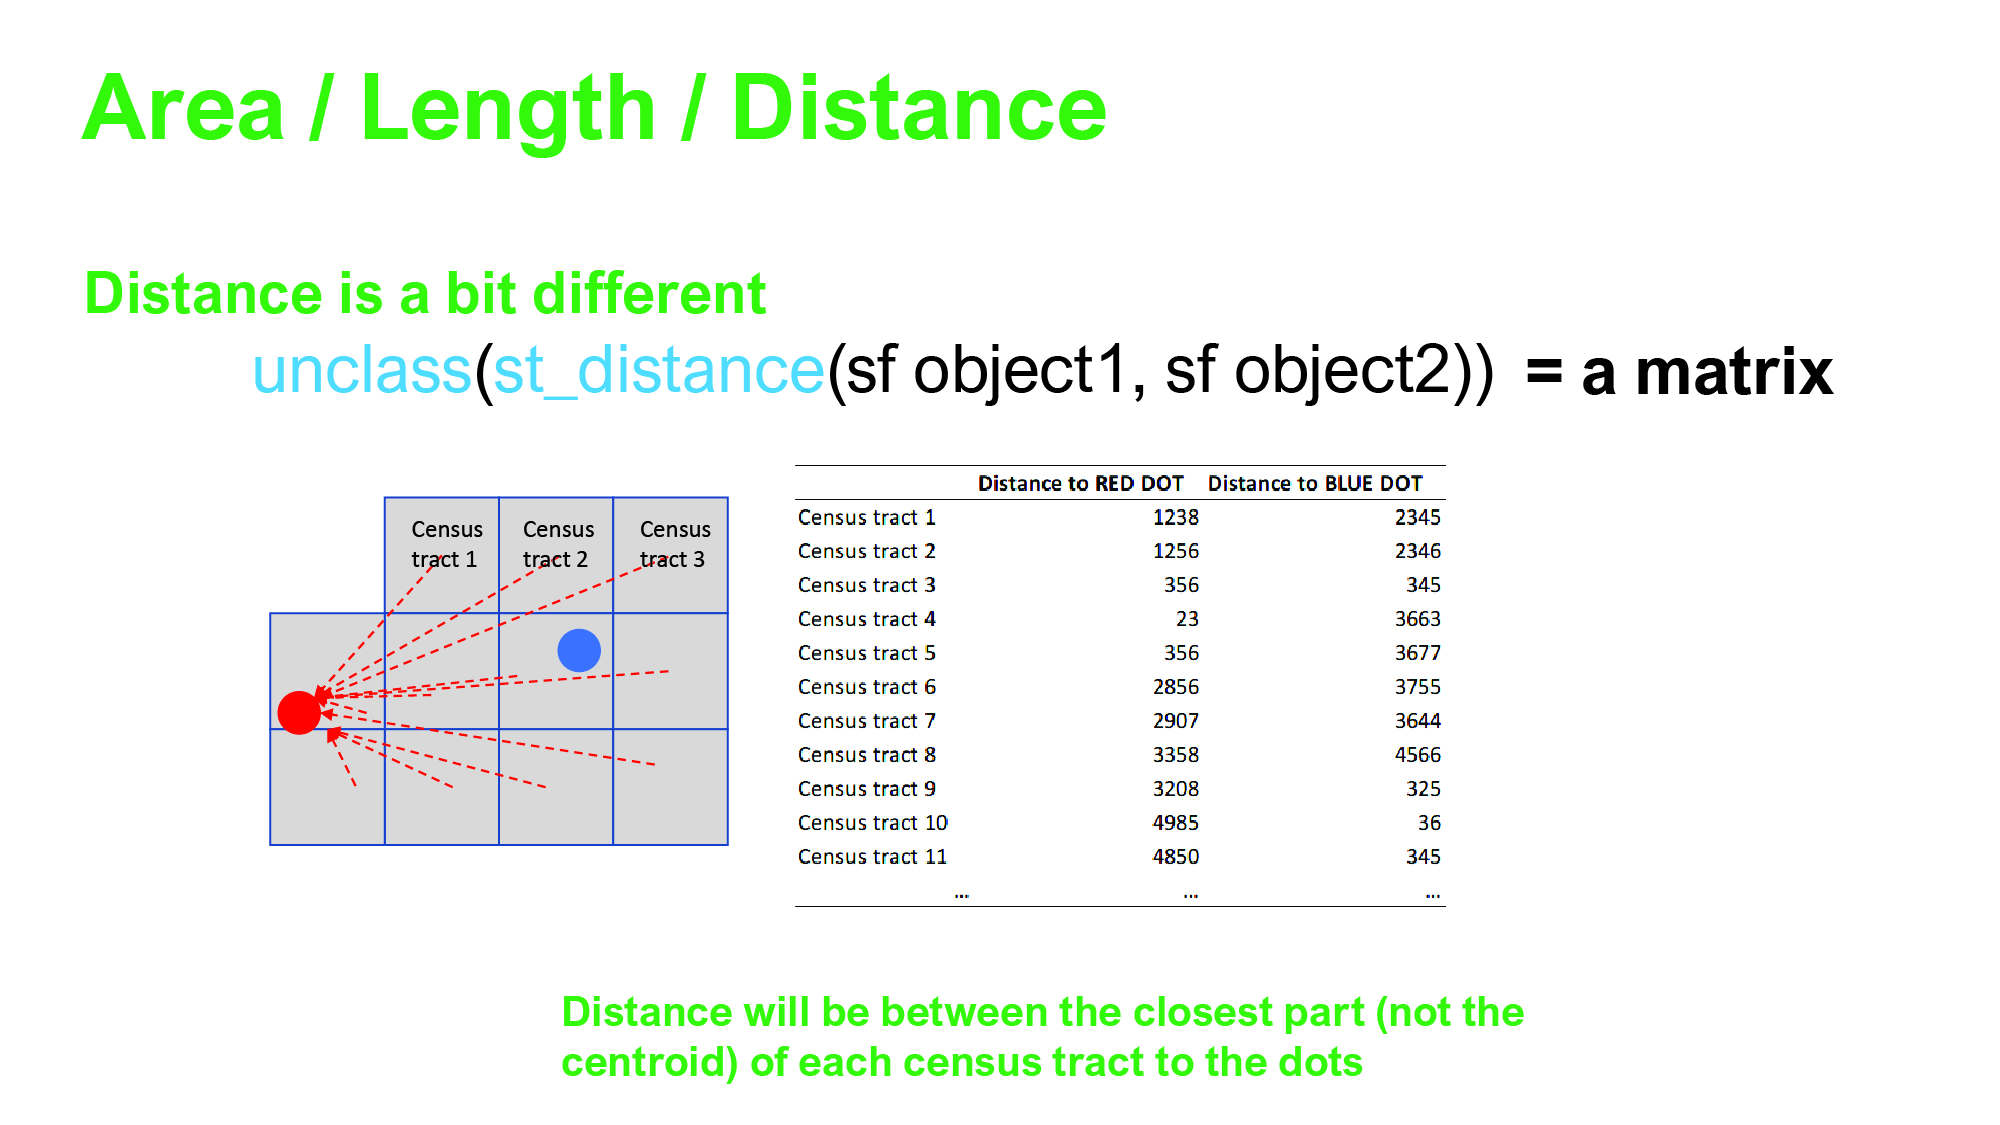 Area / Length / Distance
Distance is a bit different
unclass(st_distance(sf object1, sf object2)) = a matrix
Census tract 1
Census tract 2
Census tract 3
Distance to RED DOT Distance to BLUE DOT
Census tract 1 1238 2345
Census tract 2 1256 2346
Census tract 3 356 345
Census tract 4 23 3663
Census tract 5 356 3677
Census tract 6 2856 3755
Census tract 7 2907 3644
Census tract 8 3358 4566
Census tract 9 3208 325
Census tract 10 4985 36
Census tract 11 4850 345
... ... ...
Distance will be between the closest part (not the
centroid) of each census tract to the dots